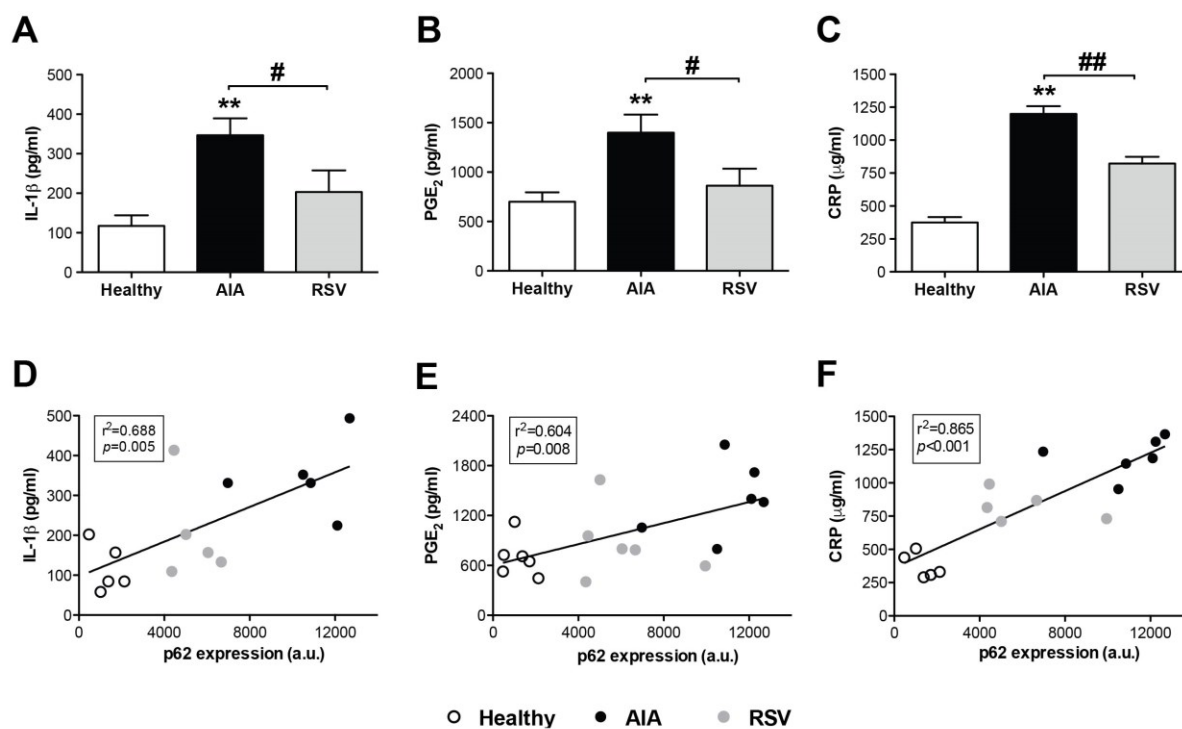 A
IL-1β (pg/ml)
500
400
300
200
100
0
**
#
Healthy AIA RSV
B
PGE2 (pg/ml)
2000
1500
1000
500
0
**
#
Healthy AIA RSV
C
CRP (μg/ml)
1500
1250
1000
750
500
250
0
**
##
Healthy AIA RSV
D
IL-1β (pg/ml)
500
400
300
200
100
0
r2=0.688
p=0.005
0 4000 8000 12000
p62 expression (a.u.)
E
PGE2 (pg/ml)
2400
1800
1200
600
0
r2=0.604
p=0.008
0 4000 8000 12000
p62 expression (a.u.)
F
CRP (μg/ml)
1500
1250
1000
750
500
250
0
r2=0.865
p<0.001
0 4000 8000 12000
p62 expression (a.u.)
Healthy AIA RSV